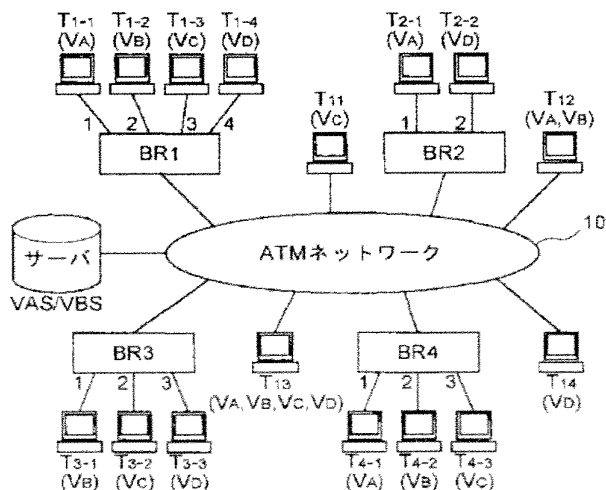 T1-1 T1-2 T1-3 T1-4
(VA) (VB) (VC) (VD)
T2-1 T2-2
(VA) (VD)
T11
(VC)
T12
(VA,VB)
1 2 3 4
BR1
1 2
BR2
10
サーバ
VAS/VBS
ATMネットワーク
BR3
1 2 3
T13
(VA,VB,VC,VD)
BR4
1 2 3
T14
(VD)
T3-1 T3-2 T3-3
(VB) (VC) (VD)
T4-1 T4-2 T4-3
(VA) (VB) (VC)